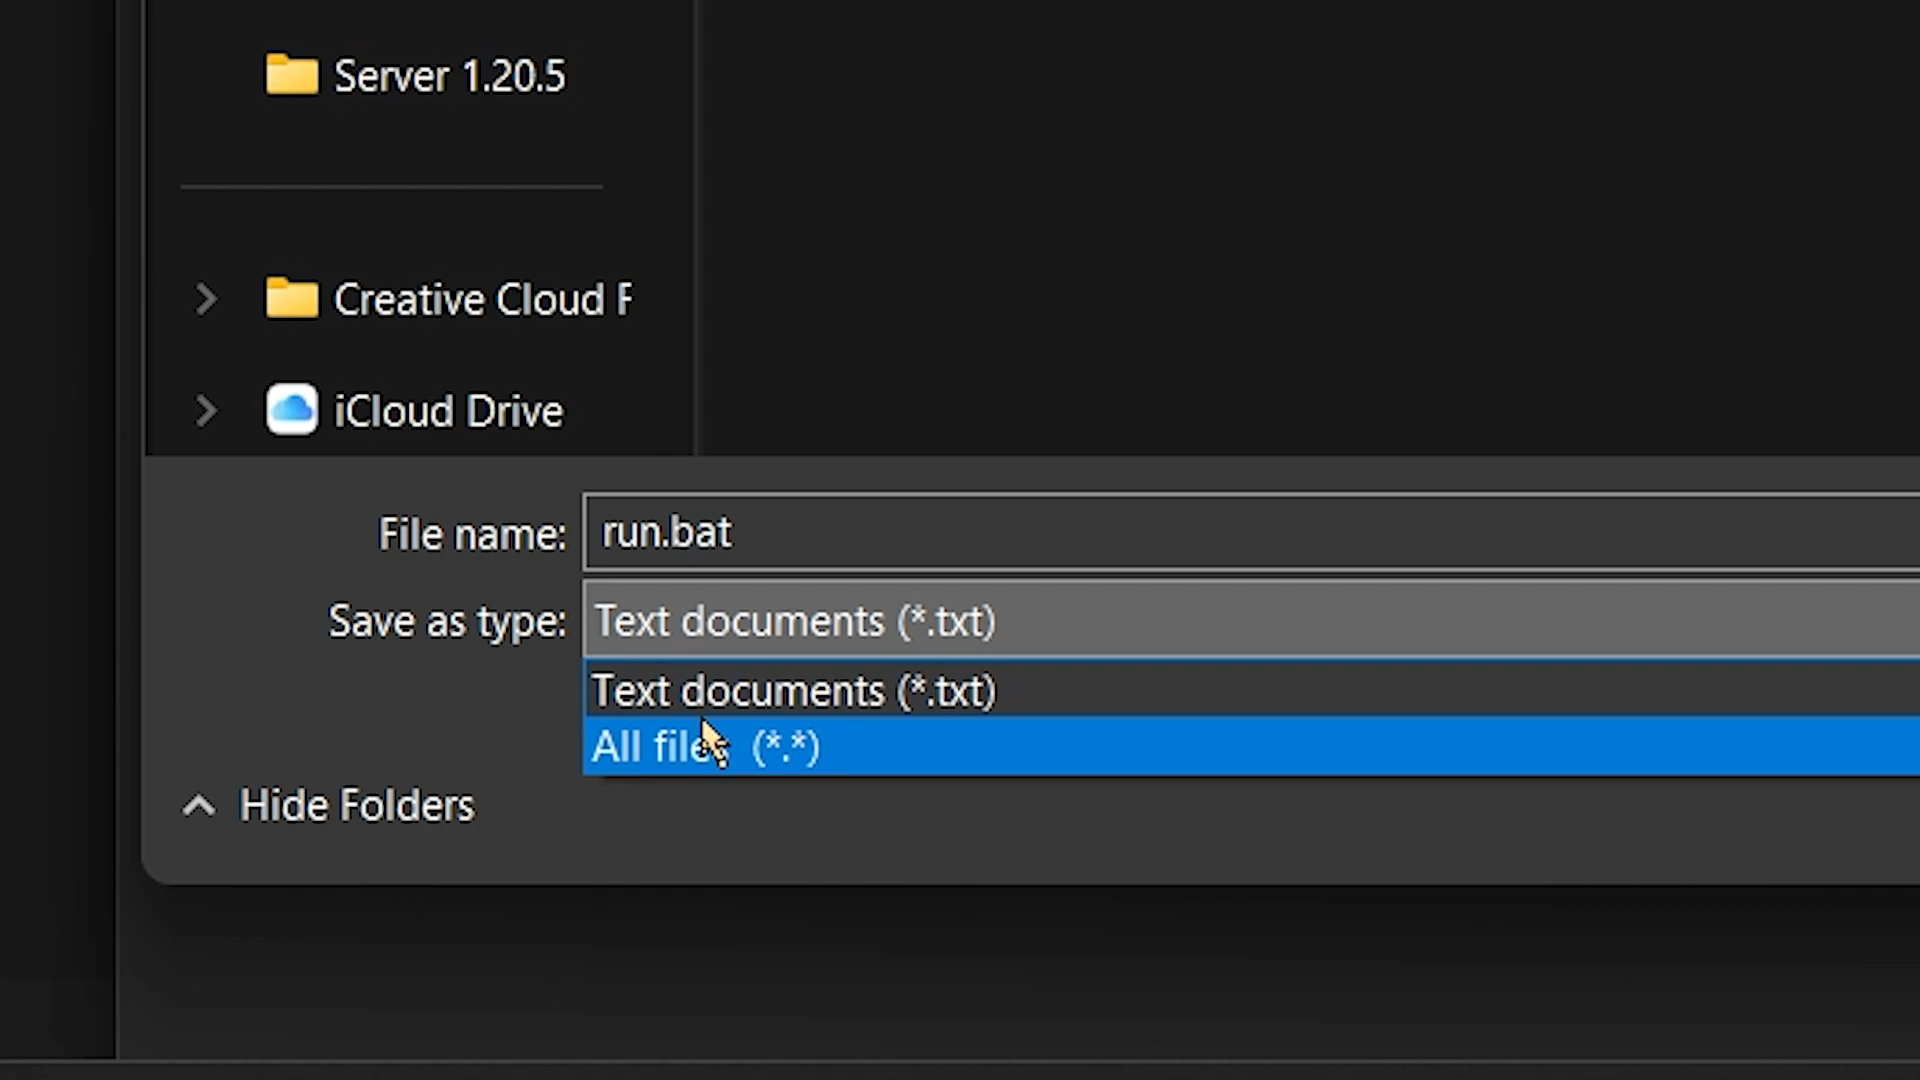 Server 1.20.5
Creative Cloud F
iCloud Drive
File name: run.bat
Save as type: Text documents (*.txt)
Text documents (*.txt)
All files (*.*)
Hide Folders